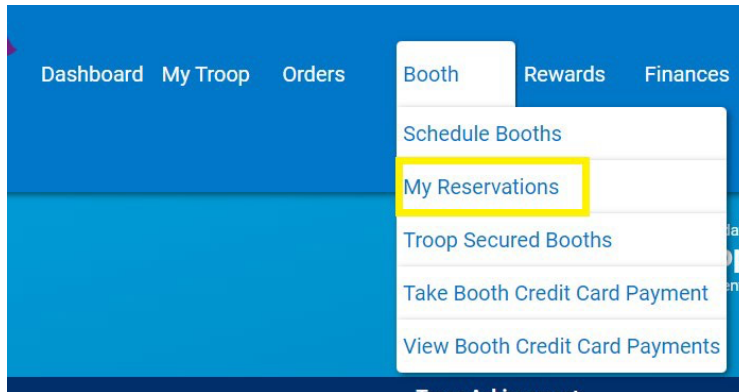 Dashboard My Troop Orders Booth Rewards Finances
Schedule Booths
My Reservations
Troop Secured Booths
Take Booth Credit Card Payment
View Booth Credit Card Payments